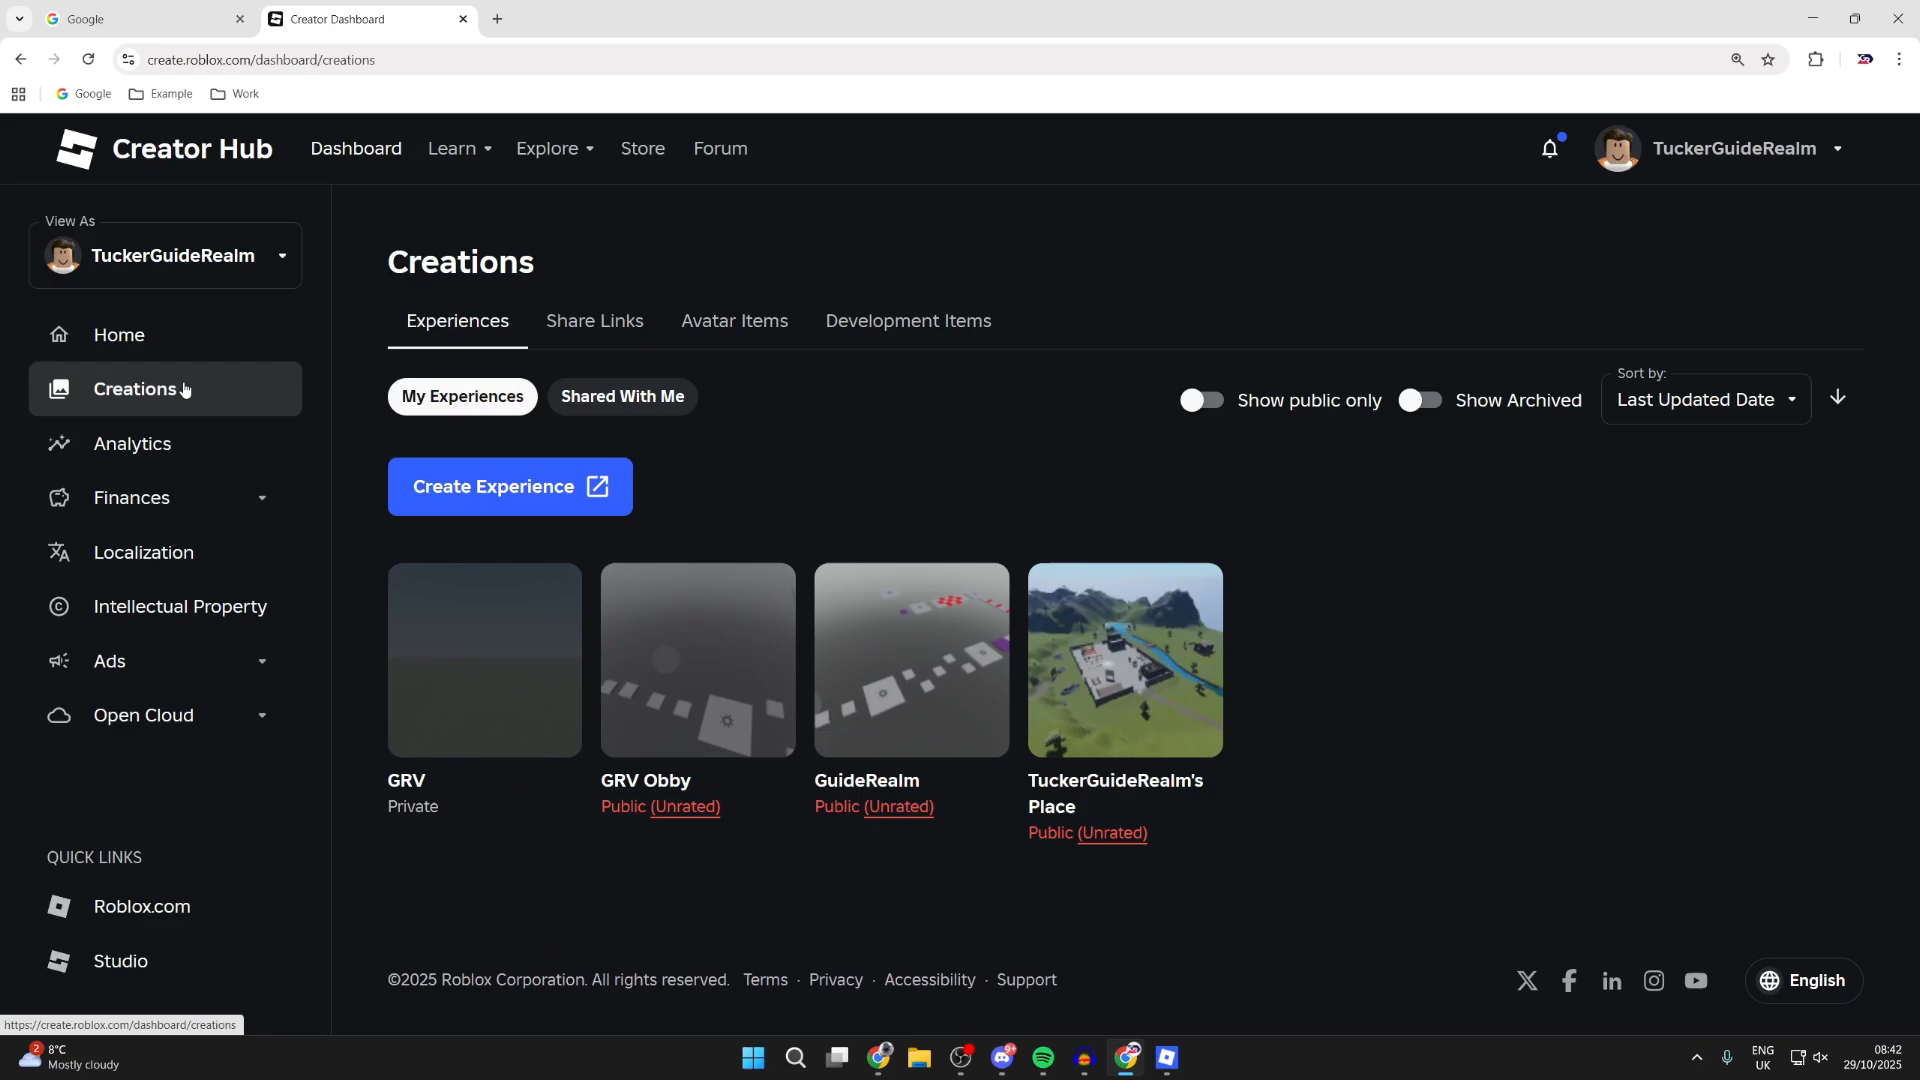 Google
Creator Dashboard
create.roblox.com/dashboard/creations
Google
Example
Work
Creator Hub
Dashboard
Learn
Explore
Store
Forum
TuckerGuideRealm
View As
TuckerGuideRealm
Home
Creations
Analytics
Finances
Localization
Intellectual Property
Ads
Open Cloud
QUICK LINKS
Roblox.com
Studio
Creations
Experiences
Share Links
Avatar Items
Development Items
My Experiences
Shared With Me
Show public only
Show Archived
Sort by:
Last Updated Date
Create Experience
GRV
Private
GRV Obby
Public (Unrated)
GuideRealm
Public (Unrated)
TuckerGuideRealm's
Place
Public (Unrated)
©2025 Roblox Corporation. All rights reserved.
Terms · Privacy · Accessibility · Support
English
https://create.roblox.com/dashboard/creations
2
8°C
Mostly cloudy
9+
ENG
UK
08:42
29/10/2025